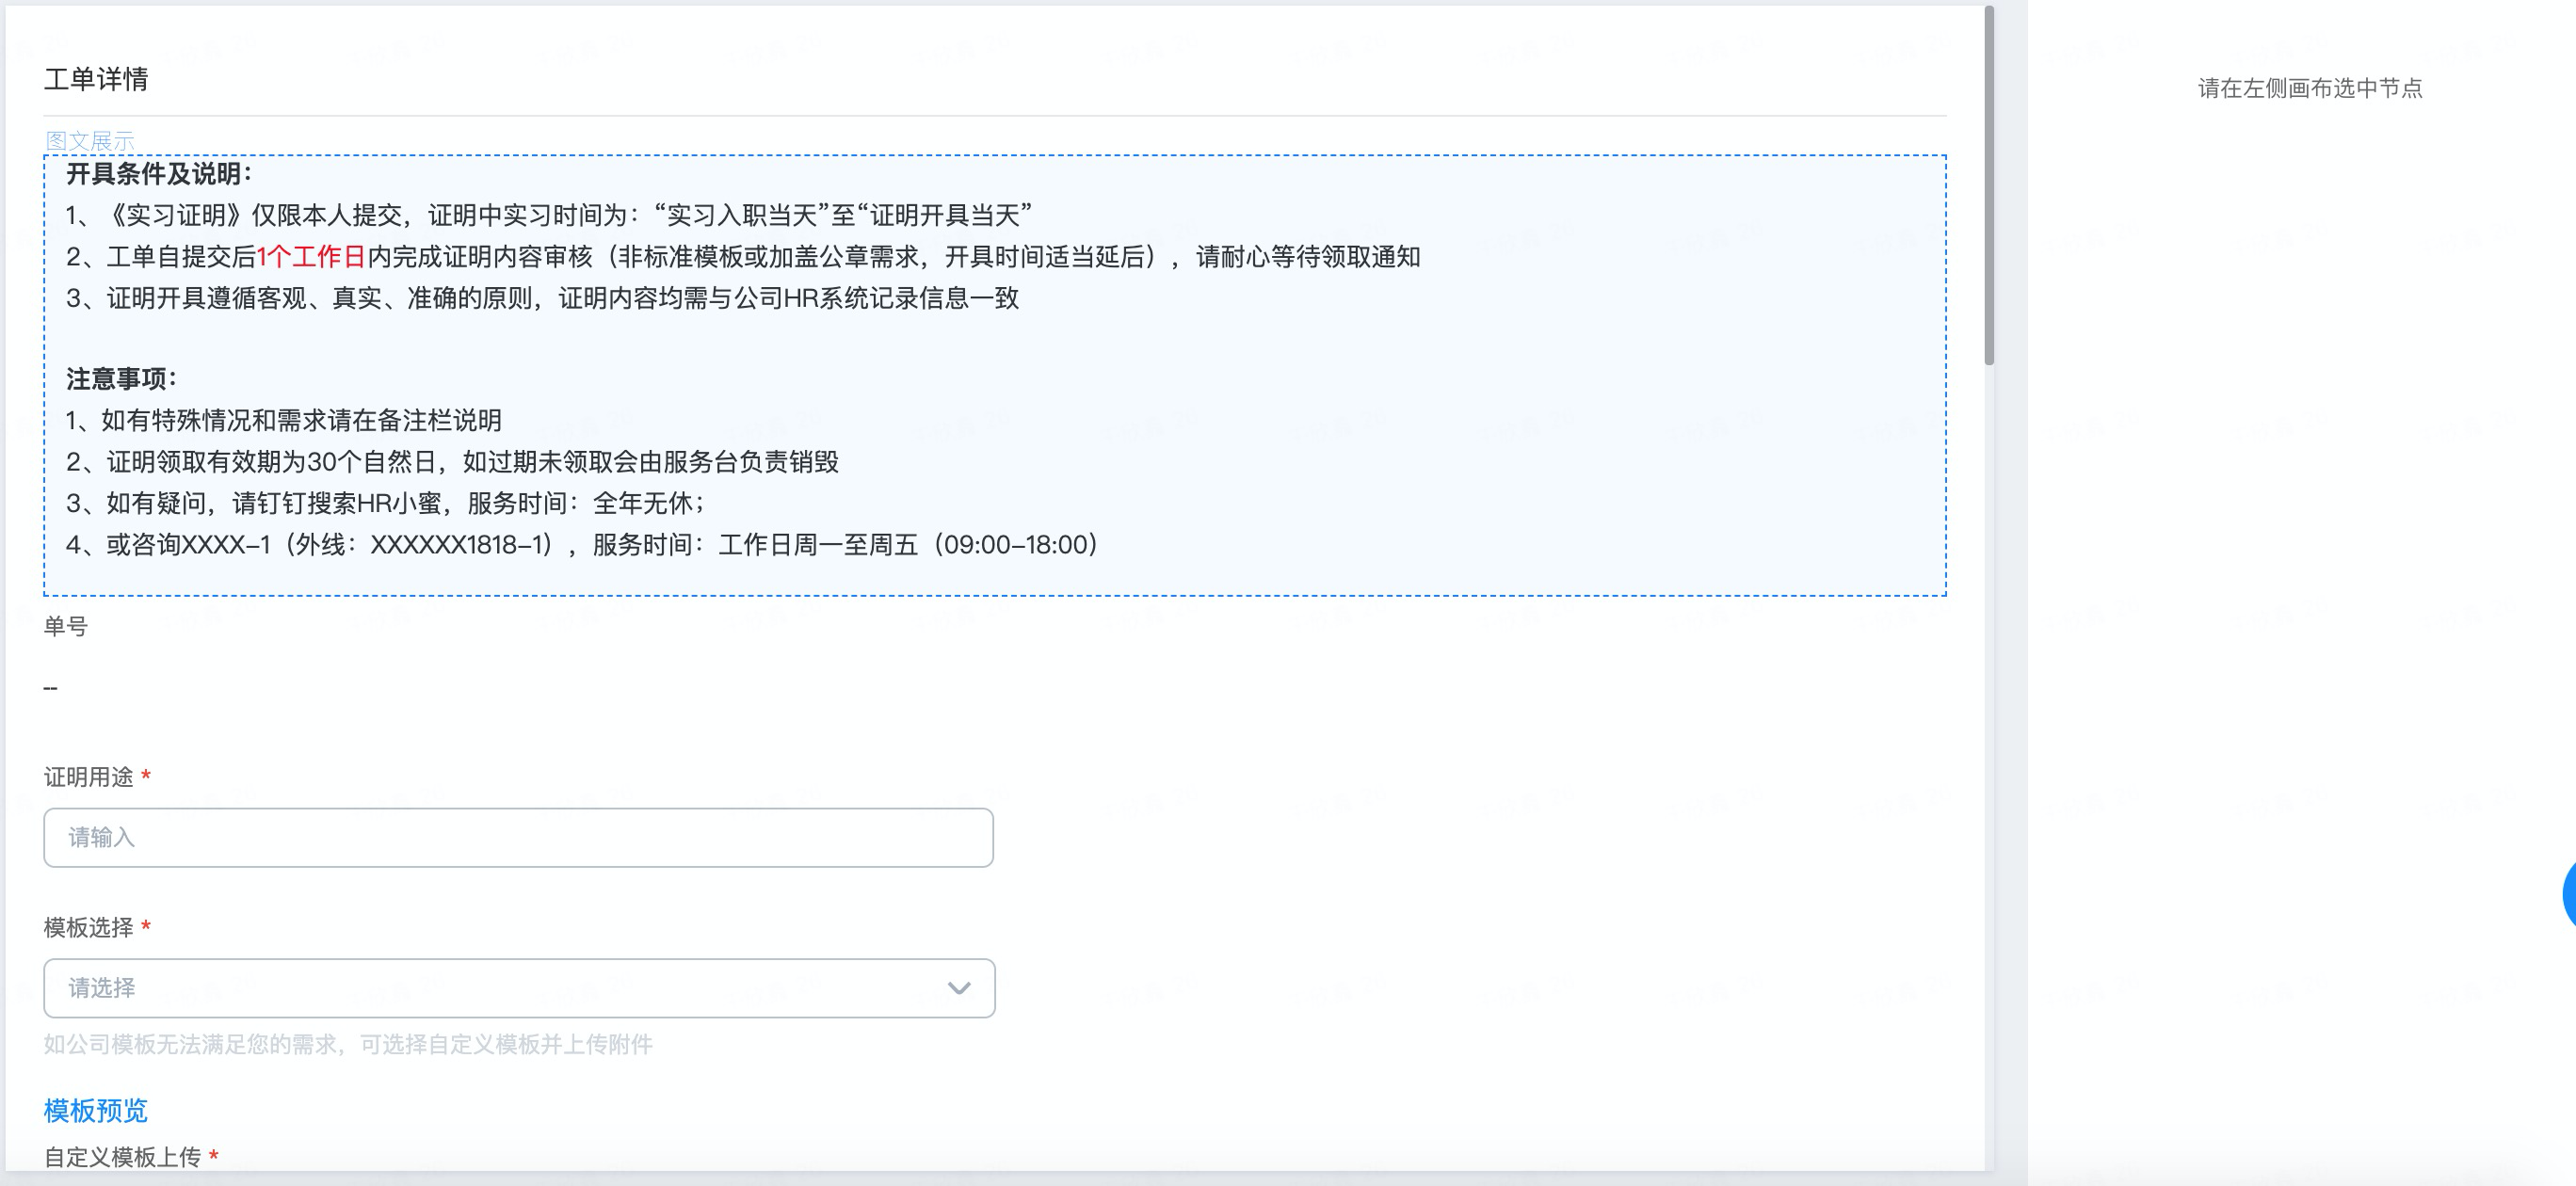 工单详情
请在左侧画布选中节点
图文展示
开具条件及说明：
1、《实习证明》仅限本人提交，证明中实习时间为：“实习入职当天”至“证明开具当天”
2、工单自提交后1个工作日内完成证明内容审核（非标准模板或加盖公章需求，开具时间适当延后），请耐心等待领取通知
3、证明开具遵循客观、真实、准确的原则，证明内容均需与公司HR系统记录信息一致
注意事项：
1、如有特殊情况和需求请在备注栏说明
2、证明领取有效期为30个自然日，如过期未领取会由服务台负责销毁
3、如有疑问，请钉钉搜索HR小蜜，服务时间：全年无休；
4、或咨询XXXX-1（外线：XXXXXX1818-1），服务时间：工作日周一至周五（09:00-18:00）
单号
--
证明用途 *
请输入
模板选择 *
请选择
如公司模板无法满足您的需求，可选择自定义模板并上传附件
模板预览
自定义模板上传 *